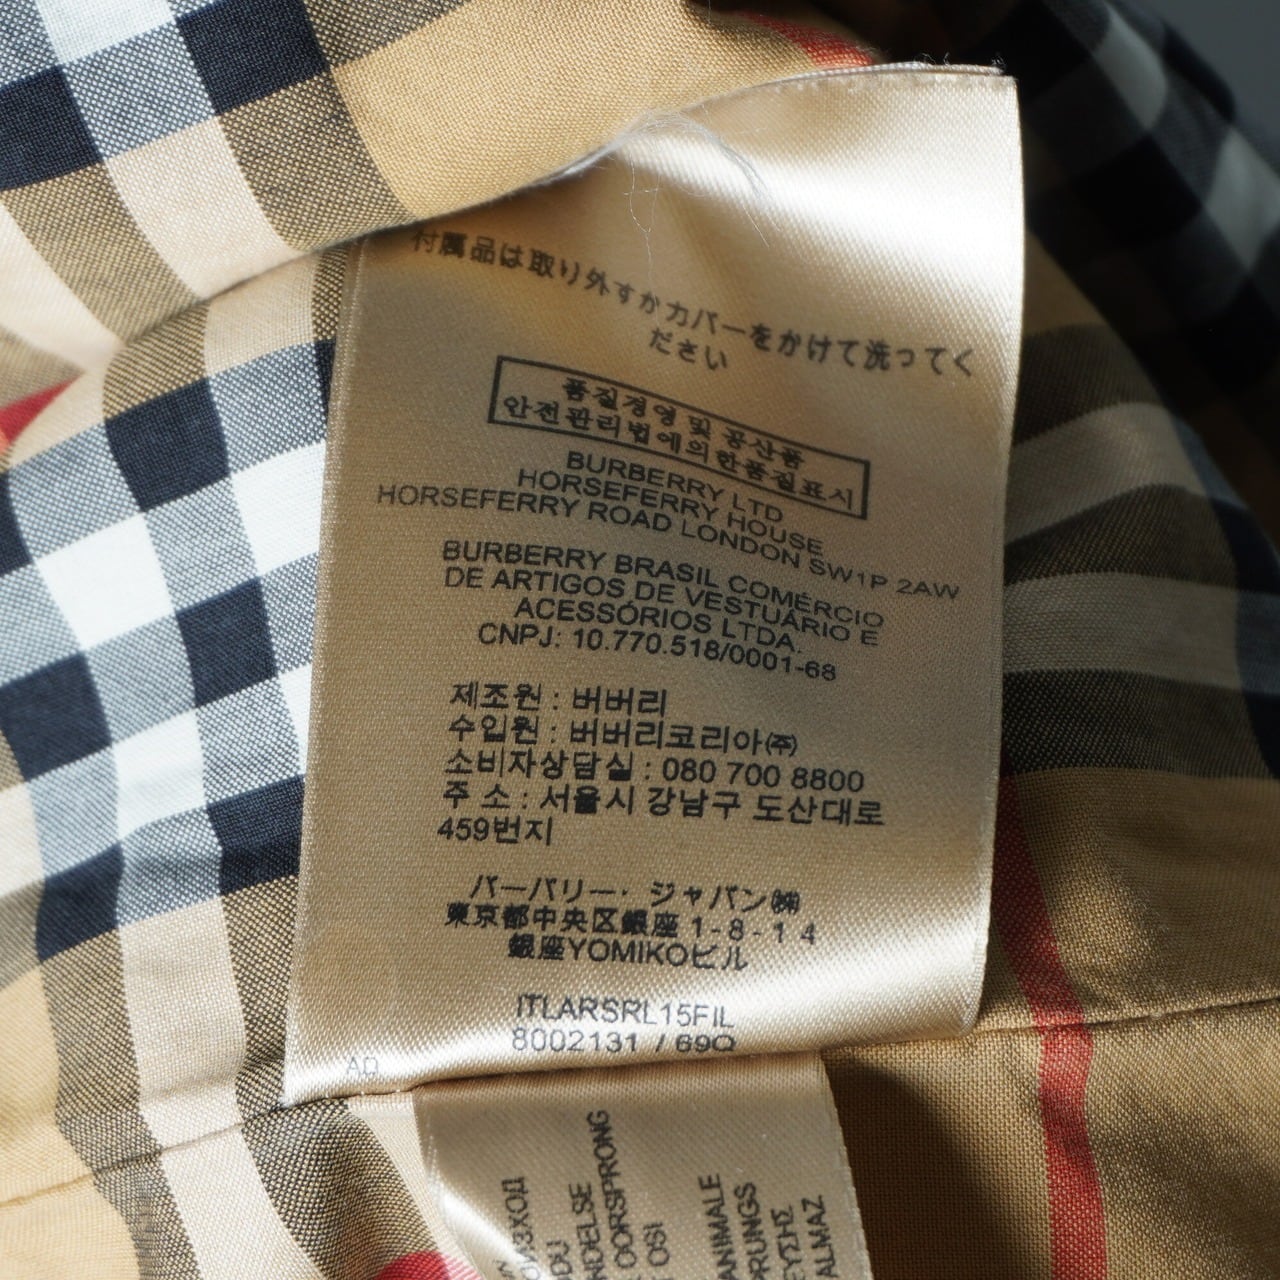 付属品は取り外すかカバーをかけて洗ってく
ださい
품질경영 및 공산품
안전관리법에의한품질표시
BURBERRY LTD
HORSEFERRY HOUSE
HORSEFERRY ROAD LONDON SW1P 2AW
BURBERRY BRASIL COMÉRCIO
DE ARTIGOS DE VESTUÁRIO E
ACESSÓRIOS LTDA.
CNPJ: 10.770.518/0001-68
제조원 : 버버리
수입원 : 버버리코리아㈜
소비자상담실 : 080 700 8800
주 소 : 서울시 강남구 도산대로
459번지
バーバリー・ジャパン㈱
東京都中央区銀座 1 - 8 - 1 4
銀座YOMIKOビル
ITLARSRL15FIL
8002131 / 69Q
AD
OORSPRONG
OSI
ANIMALE
ALMAZ